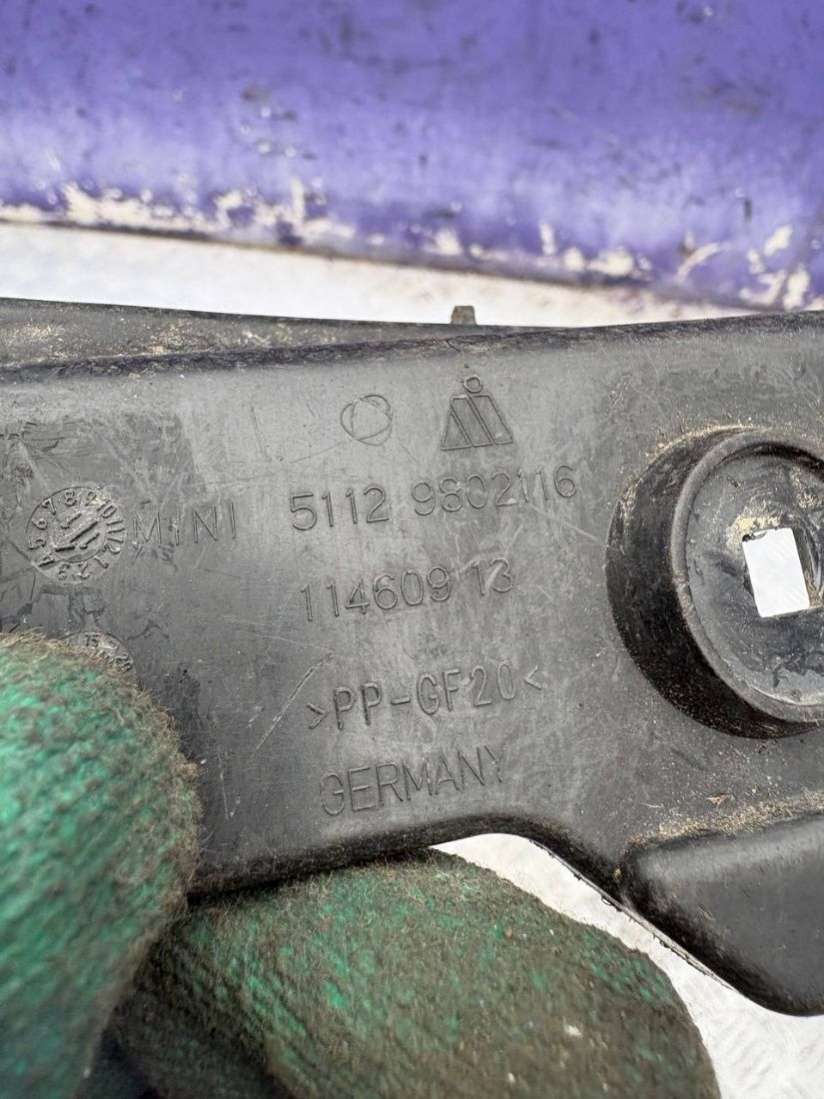 MINI 5112 9802116
11460913
>PP-GF20<
GERMANY